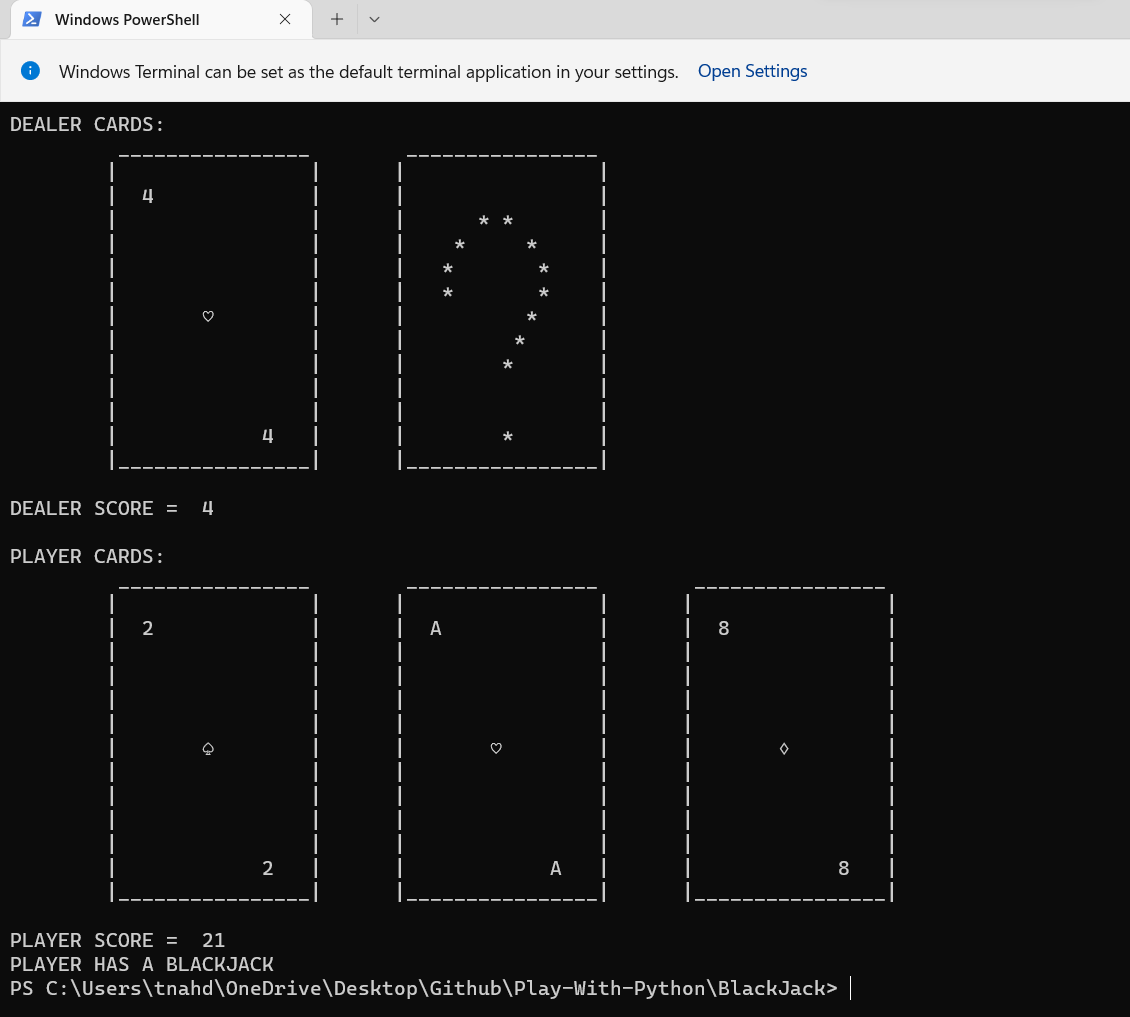 Windows PowerShell
Windows Terminal can be set as the default terminal application in your settings. Open Settings
DEALER CARDS:
4
♡
4
DEALER SCORE =  4
PLAYER CARDS:
2 A 8
♤ ♡ ◊
2 A 8
PLAYER SCORE =  21
PLAYER HAS A BLACKJACK
PS C:\Users\tnahd\OneDrive\Desktop\Github\Play-With-Python\BlackJack>